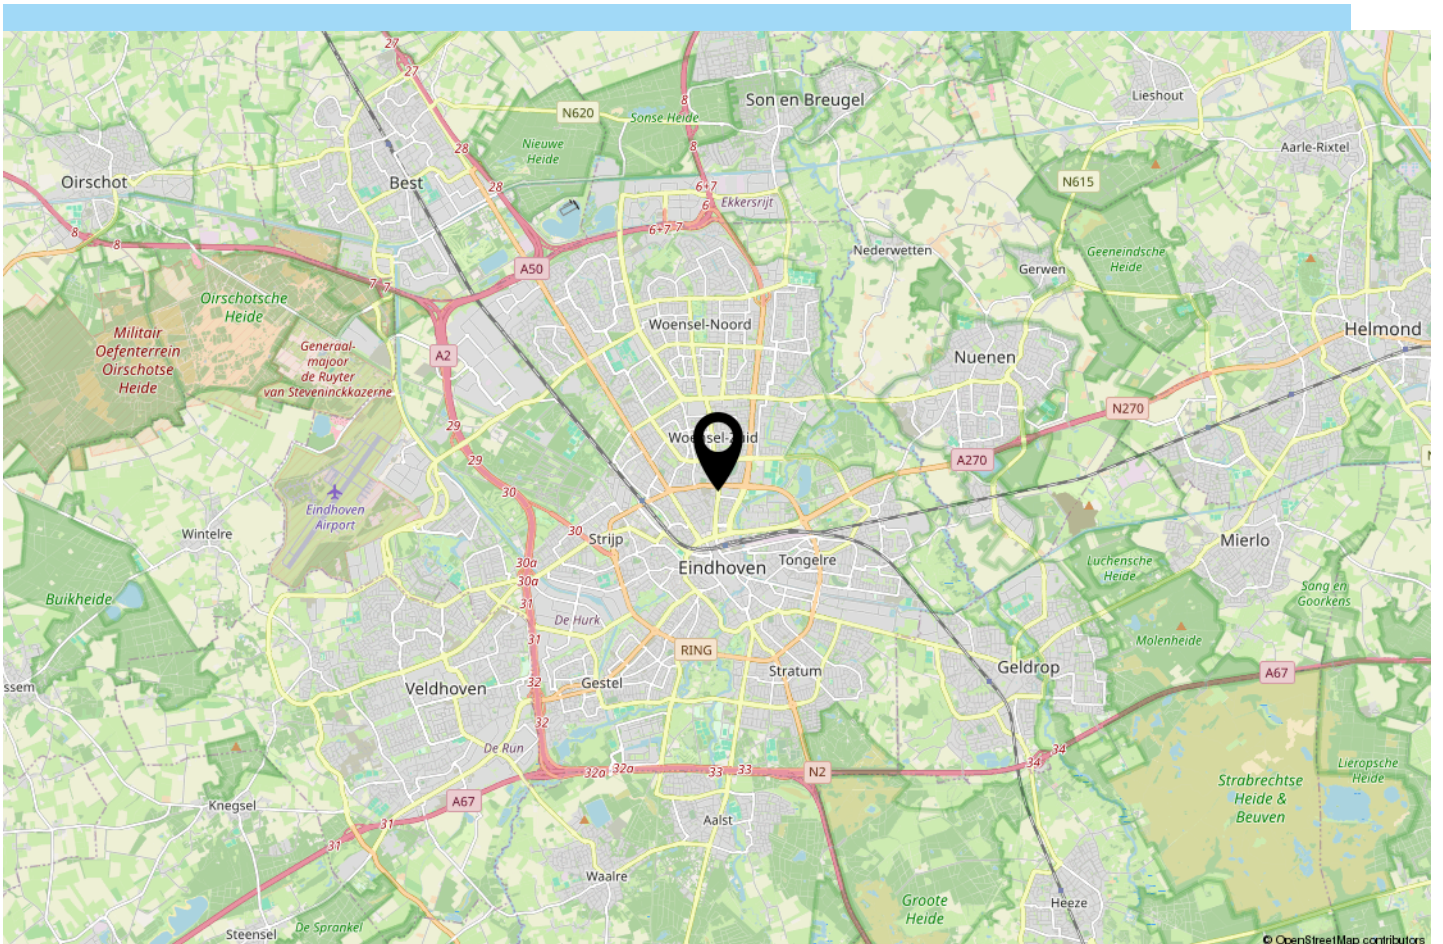 27
27
N620
Son en Breugel
Lieshout
8
Sonse Heide
8
28
Nieuwe
Heide
Aarle-Rixtel
Oirschot
Best
28
6+7
N615
6
Ekkersrijt
8
8
6+7
7
Nederwetten
Geeneindsche
Heide
A50
Gerwen
7
7
Oirschotsche
Heide
Woensel-Noord
Helmond
Militair
Oefenterrein
Oirschotse
Heide
Generaal-
majoor
de Ruyter
van Steveninckkazerne
A2
Nuenen
N270
29
29
A270
30
Eindhoven
Airport
30
Wintelre
Strijp
Mierlo
30a
30a
Eindhoven
Tongelre
Luchensche
Heide
Buikheide
31
De Hurk
31
Sang en
Goorkens
Molenheide
RING
Geldrop
Stratum
A67
32
Gestel
Veldhoven
32
De Run
34
34
32a
32a
33
33
N2
Lieropsche
Heide
Strabrechtse
Heide &
Beuven
Knegsel
A67
31
31
Aalst
Waalre
Groote
Heide
Heeze
De Sprankel
Steensel
© OpenStreetMap contributors